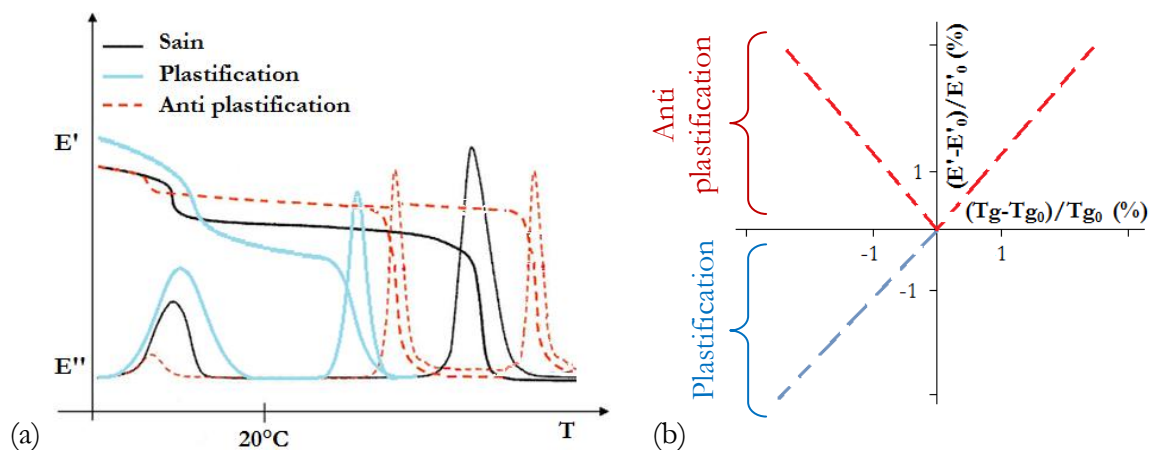 Sain
Plastification
Anti plastification
E'
E''
20°C
T
(a)
Anti
plastification
Plastification
(E'-E'₀)/E'₀ (%)
1
(Tg-Tg₀)/Tg₀ (%)
-1
1
-1
(b)